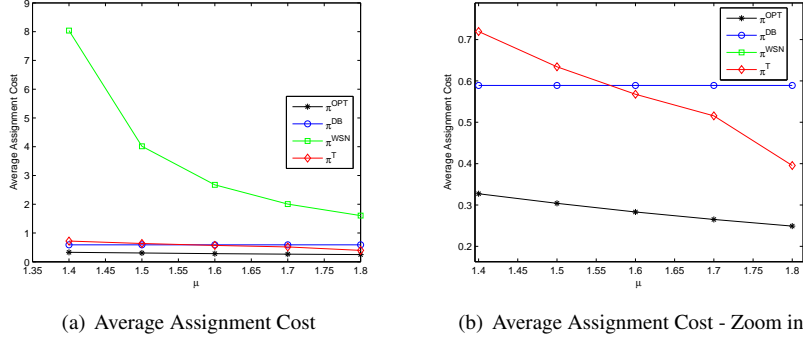 9
8
7
6
5
4
3
2
1
0
Average Assignment Cost
π^OPT
π^DB
π^WSN
π^T
1.35 1.4 1.45 1.5 1.55 1.6 1.65 1.7 1.75 1.8
μ
(a) Average Assignment Cost
0.7
0.6
0.5
0.4
0.3
0.2
Average Assignment Cost
π^OPT
π^DB
π^WSN
π^T
1.4 1.45 1.5 1.55 1.6 1.65 1.7 1.75 1.8
μ
(b) Average Assignment Cost - Zoom in